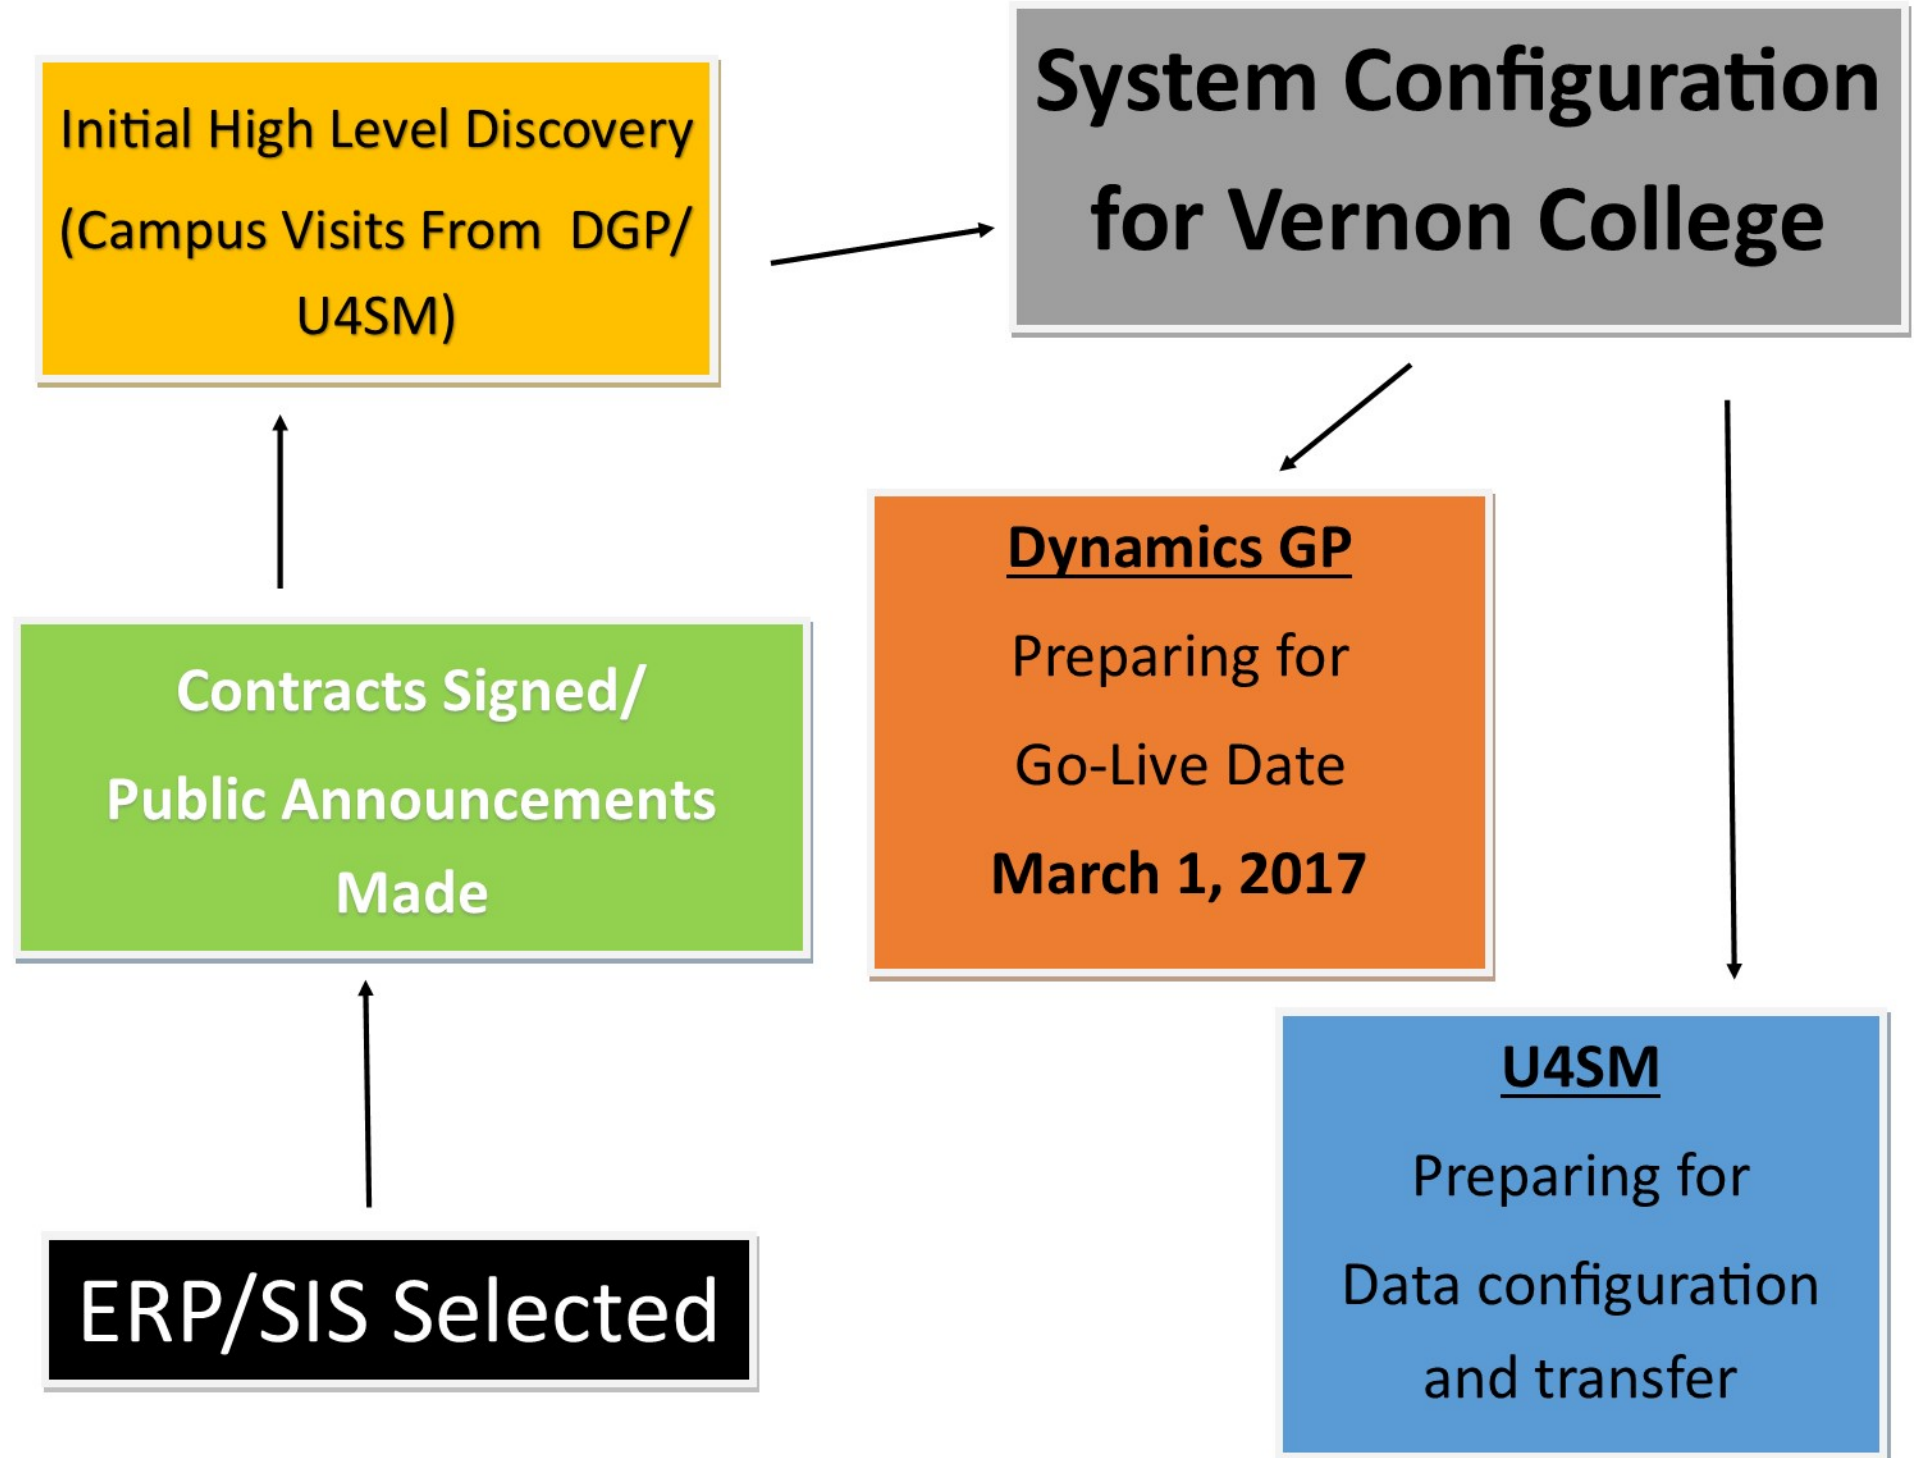 Initial High Level Discovery
(Campus Visits From  DGP/
U4SM)
System Configuration
for Vernon College
Contracts Signed/
Public Announcements
Made
Dynamics GP
Preparing for
Go-Live Date
March 1, 2017
ERP/SIS Selected
U4SM
Preparing for
Data configuration
and transfer